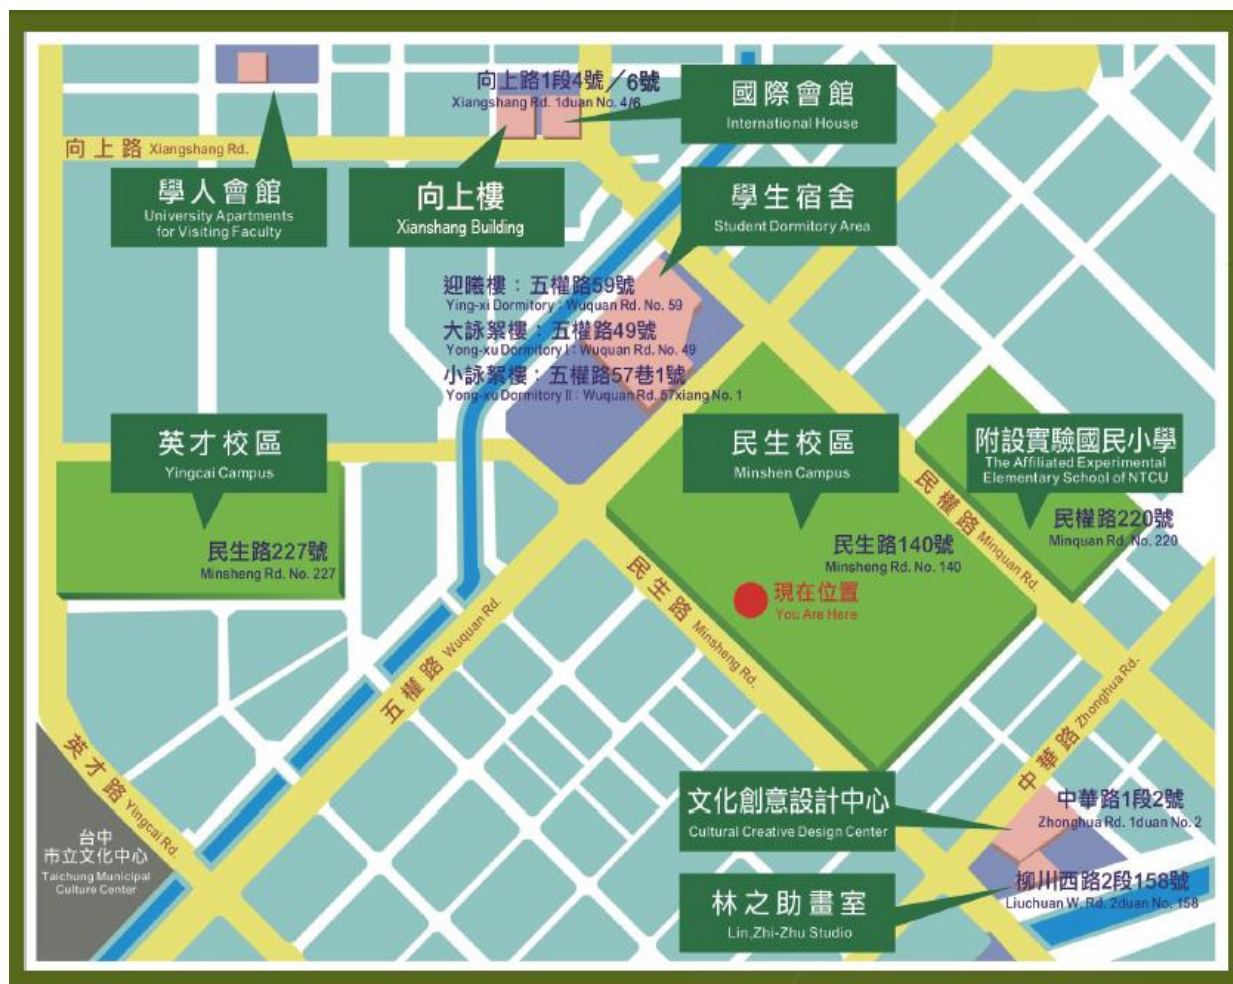 向上路1段4號／6號
Xiangshang Rd. 1duan No. 4/6
國際會館
International House
向上路 Xiangshang Rd.
學人會館
University Apartments
for Visiting Faculty
向上樓
Xianshang Building
學生宿舍
Student Dormitory Area
迎曦樓：五權路59號
Ying-xi Dormitory：Wuquan Rd. No. 59
大詠絮樓：五權路49號
Yong-xu Dormitory I：Wuquan Rd. No. 49
小詠絮樓：五權路57巷1號
Yong-xu Dormitory II：Wuquan Rd. 57xiang No. 1
英才校區
Yingcai Campus
民生路227號
Minsheng Rd. No. 227
民生校區
Minshen Campus
民生路140號
Minsheng Rd. No. 140
現在位置
You Are Here
附設實驗國民小學
The Affiliated Experimental
Elementary School of NTCU
民權路220號
Minquan Rd. No. 220
民權路 Minquan Rd.
民生路 Minsheng Rd.
五權路 Wuquan Rd.
中華路 Zhonghua Rd.
英才路 Yingcai Rd.
台中
市立文化中心
Taichung Municipal
Culture Center
文化創意設計中心
Cultural Creative Design Center
中華路1段2號
Zhonghua Rd. 1duan No. 2
林之助畫室
Lin,Zhi-Zhu Studio
柳川西路2段158號
Liuchuan W. Rd. 2duan No. 158